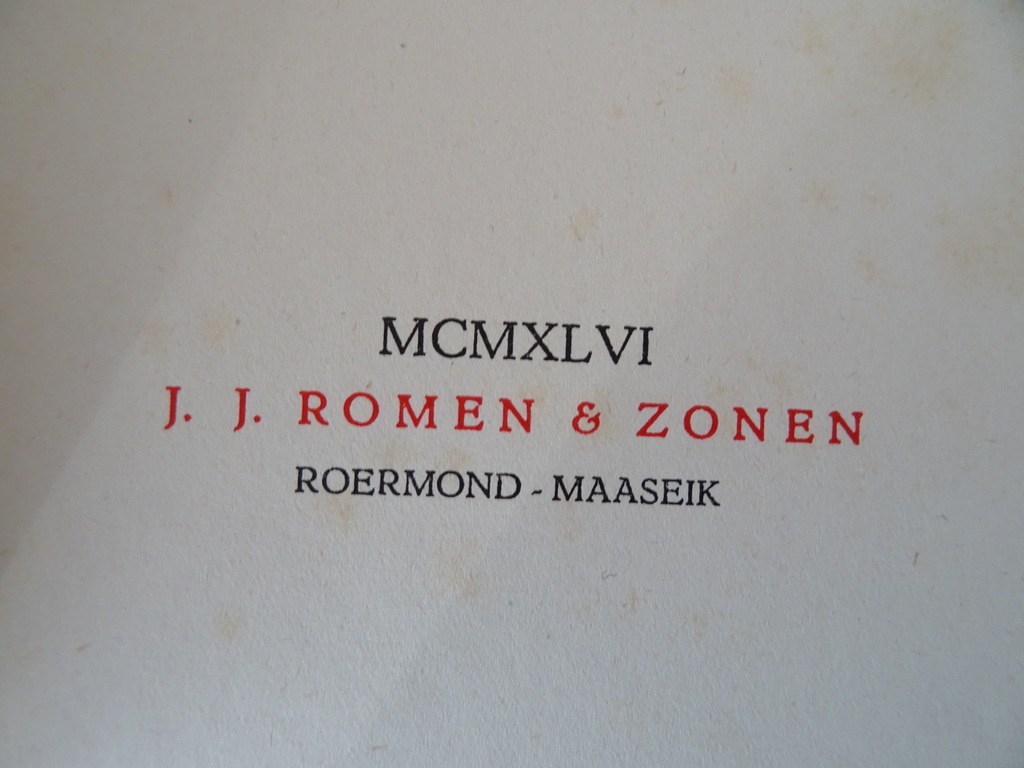 MCMXLVI
J. J. ROMEN & ZONEN
ROERMOND - MAASEIK